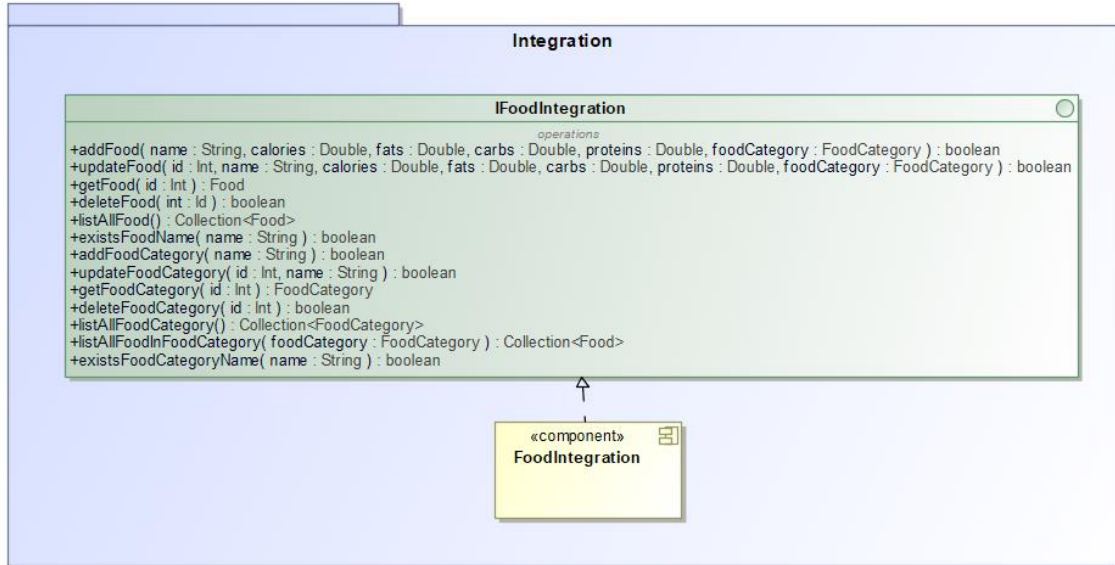 Integration
IFoodIntegration
operations
+addFood( name : String, calories : Double, fats : Double, carbs : Double, proteins : Double, foodCategory : FoodCategory ) : boolean
+updateFood( id : Int, name : String, calories : Double, fats : Double, carbs : Double, proteins : Double, foodCategory : FoodCategory ) : boolean
+getFood( id : Int ) : Food
+deleteFood( int : Id ) : boolean
+listAllFood() : Collection<Food>
+existsFoodName( name : String ) : boolean
+addFoodCategory( name : String ) : boolean
+updateFoodCategory( id : Int, name : String ) : boolean
+getFoodCategory( id : Int ) : FoodCategory
+deleteFoodCategory( id : Int ) : boolean
+listAllFoodCategory() : Collection<FoodCategory>
+listAllFoodInFoodCategory( foodCategory : FoodCategory ) : Collection<Food>
+existsFoodCategoryName( name : String ) : boolean
«component»
FoodIntegration